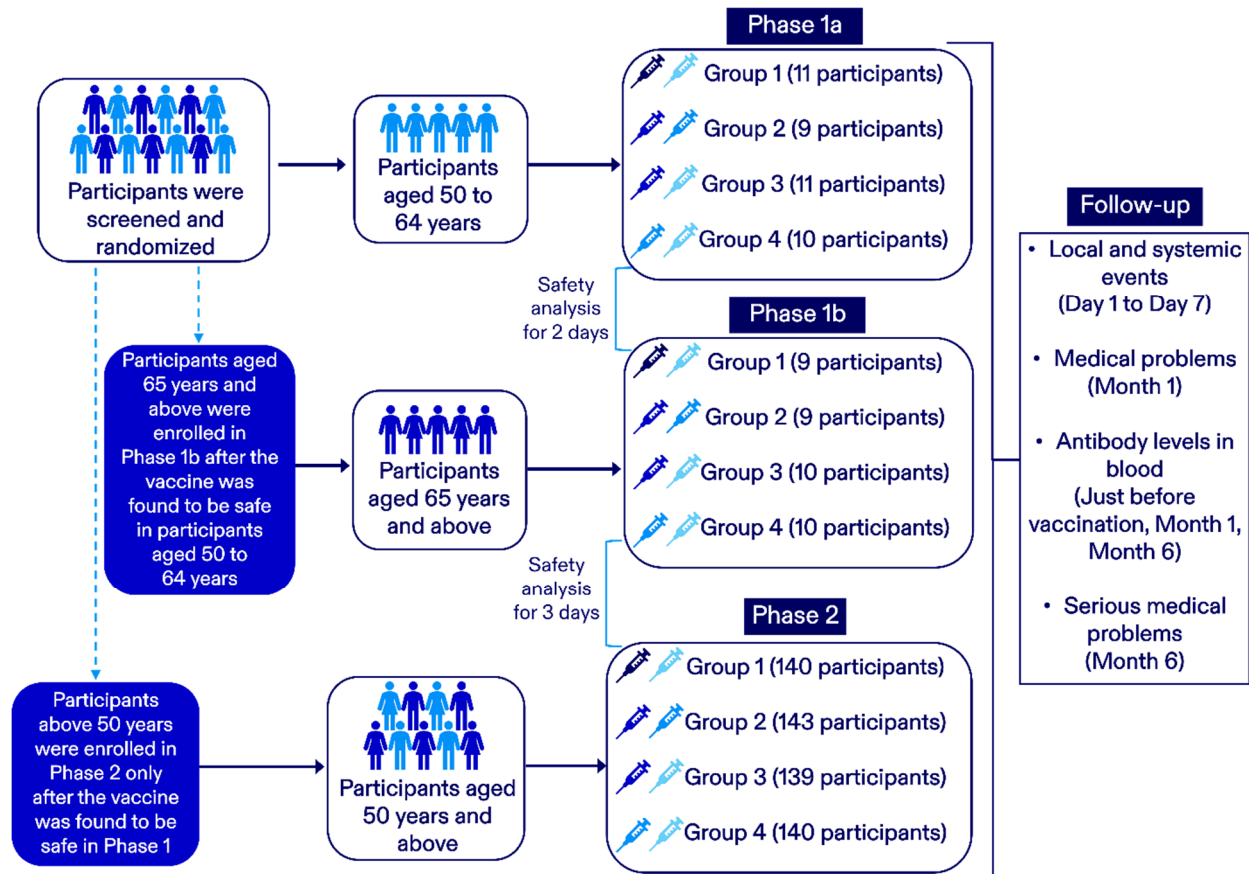 Participants were
screened and
randomized
Participants
aged 50 to
64 years
Phase 1a
Group 1 (11 participants)
Group 2 (9 participants)
Group 3 (11 participants)
Group 4 (10 participants)
Safety
analysis
for 2 days
Participants aged
65 years and
above were
enrolled in
Phase 1b after the
vaccine was
found to be safe
in participants
aged 50 to
64 years
Participants
aged 65 years
and above
Phase 1b
Group 1 (9 participants)
Group 2 (9 participants)
Group 3 (10 participants)
Group 4 (10 participants)
Safety
analysis
for 3 days
Participants
above 50 years
were enrolled in
Phase 2 only
after the vaccine
was found to be
safe in Phase 1
Participants aged
50 years and
above
Phase 2
Group 1 (140 participants)
Group 2 (143 participants)
Group 3 (139 participants)
Group 4 (140 participants)
Follow-up
• Local and systemic
events
(Day 1 to Day 7)
• Medical problems
(Month 1)
• Antibody levels in
blood
(Just before
vaccination, Month 1,
Month 6)
• Serious medical
problems
(Month 6)